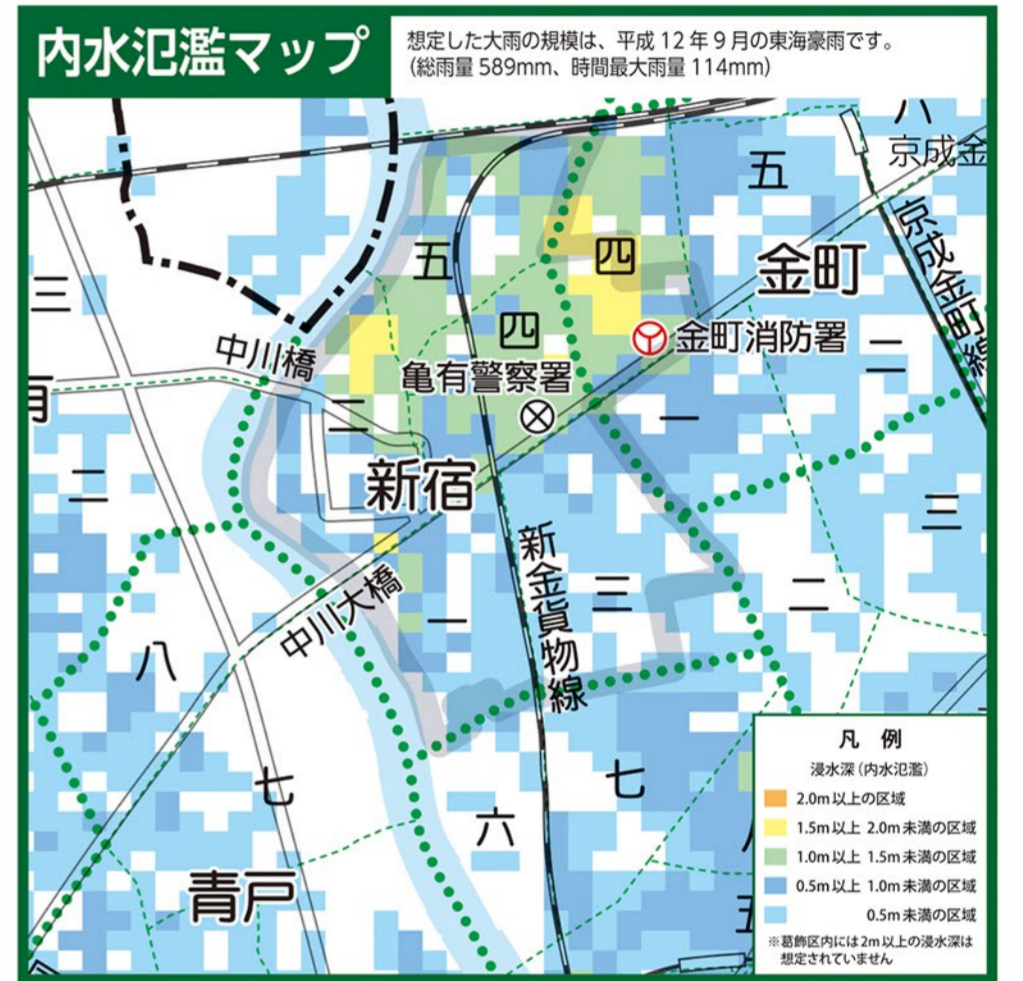 内水氾濫マップ
想定した大雨の規模は、平成12年9月の東海豪雨です。
(総雨量589mm、時間最大雨量114mm)
八
京成金
五
京成金町線
四
金町
五
三
四
金町消防署
中川橋
亀有警察署
二
二
一
新宿
二
三
新金貨物線
中川大橋
三
二
一
八
七
七
六
青戸
五
凡 例
浸水深(内水氾濫)
2.0m以上の区域
1.5m以上 2.0m未満の区域
1.0m以上 1.5m未満の区域
0.5m以上 1.0m未満の区域
0.5m未満の区域
※葛飾区内には2m以上の浸水深は
想定されていません